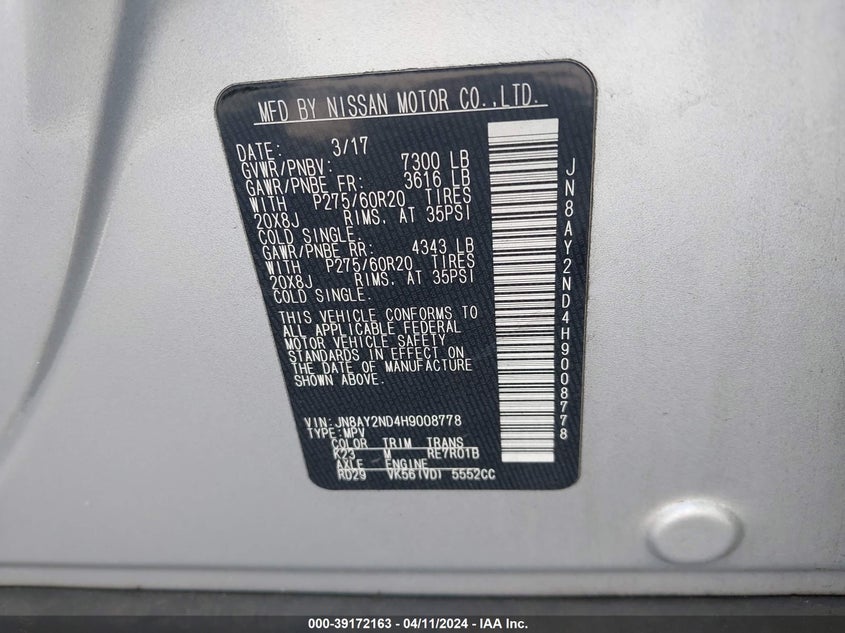 MFD BY NISSAN MOTOR CO.,LTD.
DATE: 3/17
GVWR/PNBV: 7300 LB
GAWR/PNBE FR: 3616 LB
WITH P275/60R20 TIRES
20X8J RIMS, AT 35PSI
COLD SINGLE.
GAWR/PNBE RR: 4343 LB
WITH P275/60R20 TIRES
20X8J RIMS, AT 35PSI
COLD SINGLE.
THIS VEHICLE CONFORMS TO
ALL APPLICABLE FEDERAL
MOTOR VEHICLE SAFETY
STANDARDS IN EFFECT ON
THE DATE OF MANUFACTURE
SHOWN ABOVE.
VIN: JN8AY2ND4H9008778
TYPE: MPV
COLOR TRIM TRANS
K23 M RE7R01B
AXLE ENGINE
RD29 VK56(VD) 5552CC
JN8AY2ND4H9008778
000-39172163 - 04/11/2024 - IAA Inc.